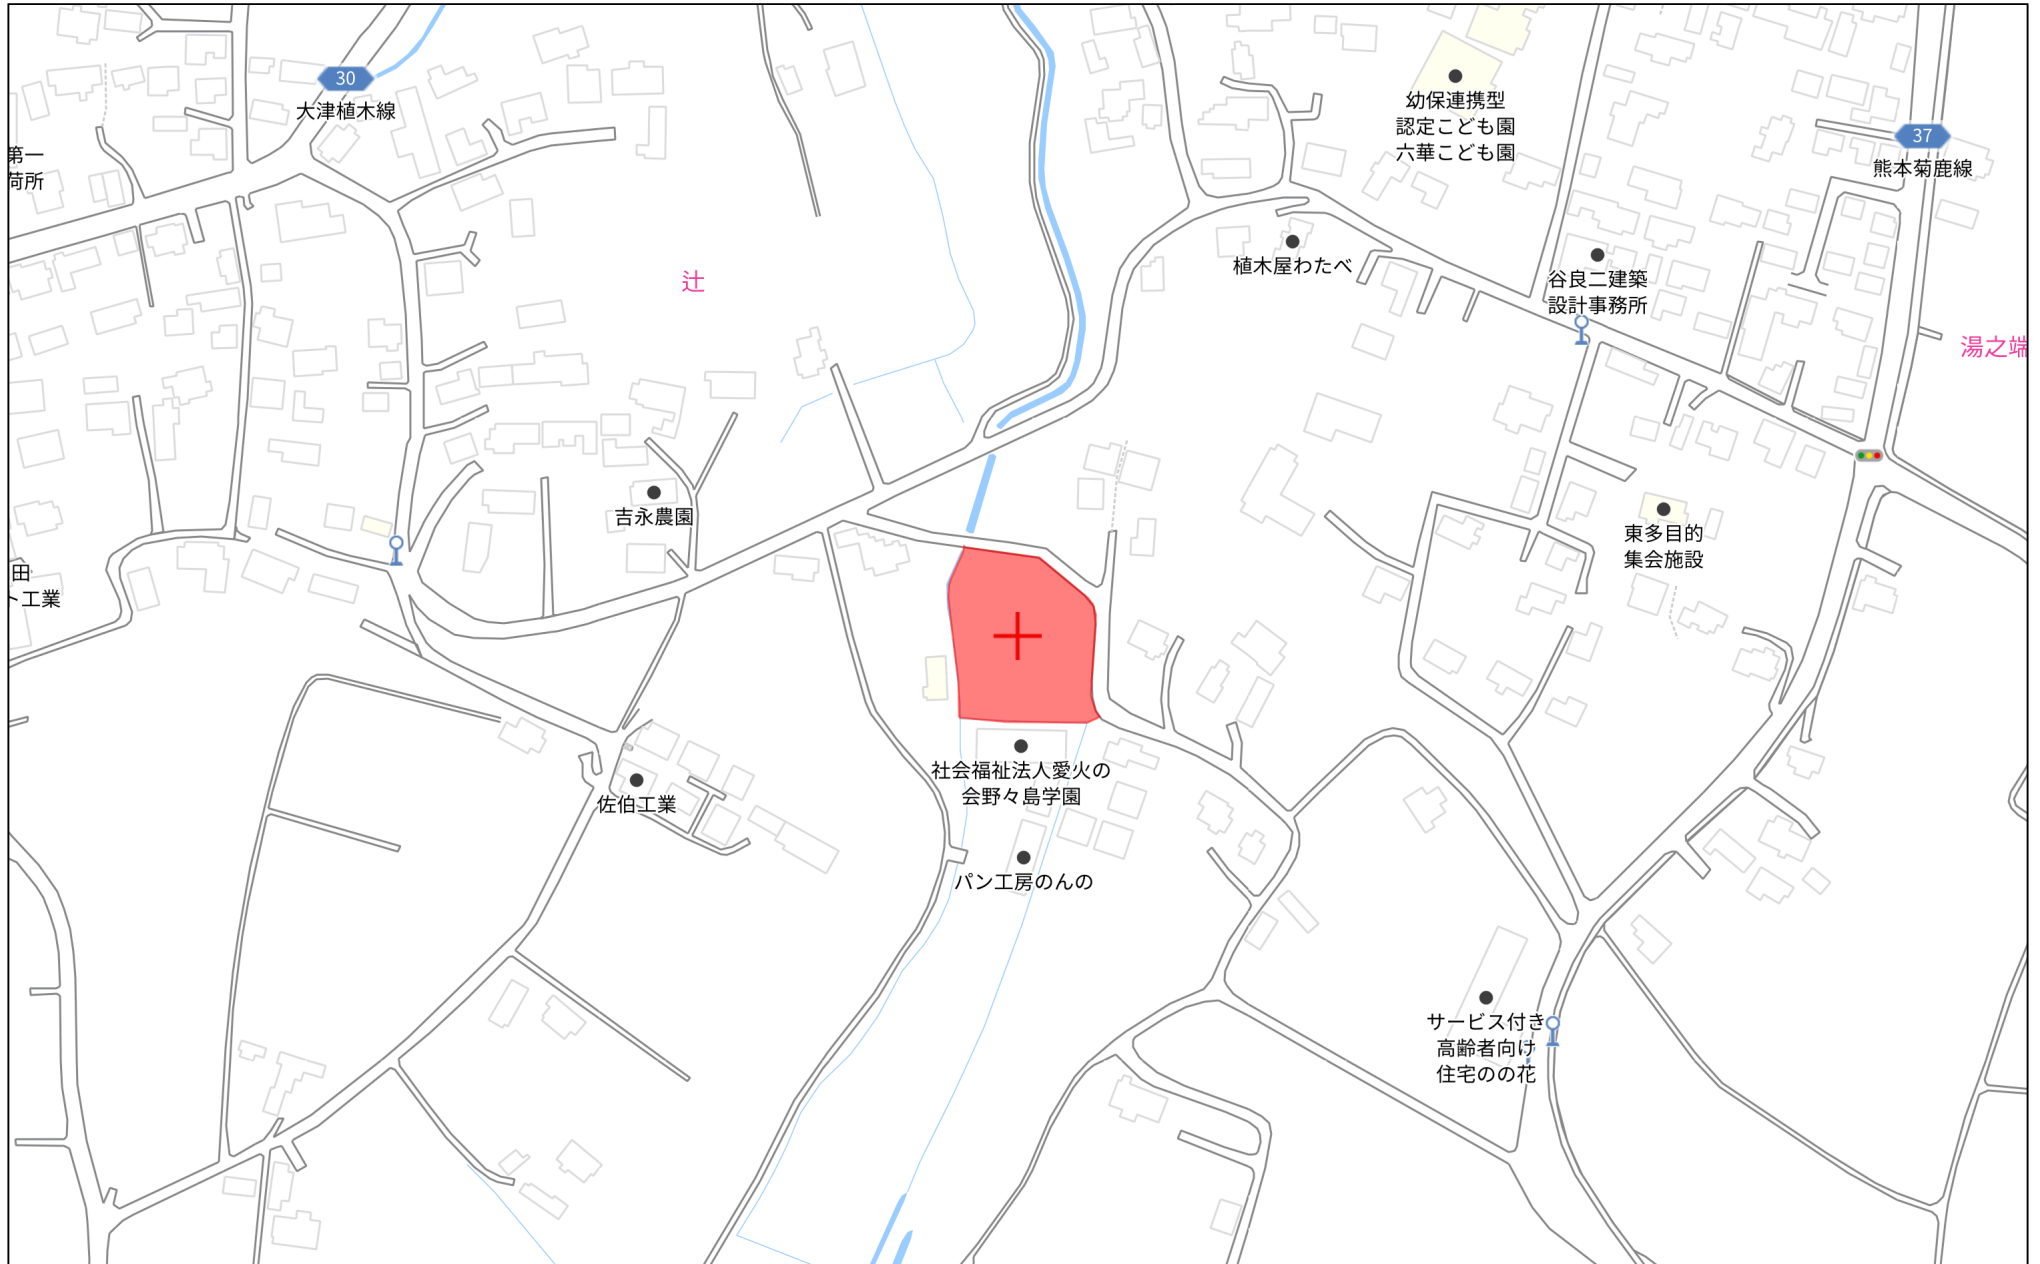 30
大津植木線
幼保連携型
認定こども園
六華こども園
37
熊本菊鹿線
第一
荷所
植木屋わたべ
谷良二建築
設計事務所
辻
湯之端
吉永農園
東多目的
集会施設
田
ト工業
社会福祉法人愛火の
会野々島学園
佐伯工業
パン工房のんの
サービス付き
高齢者向け
住宅のの花